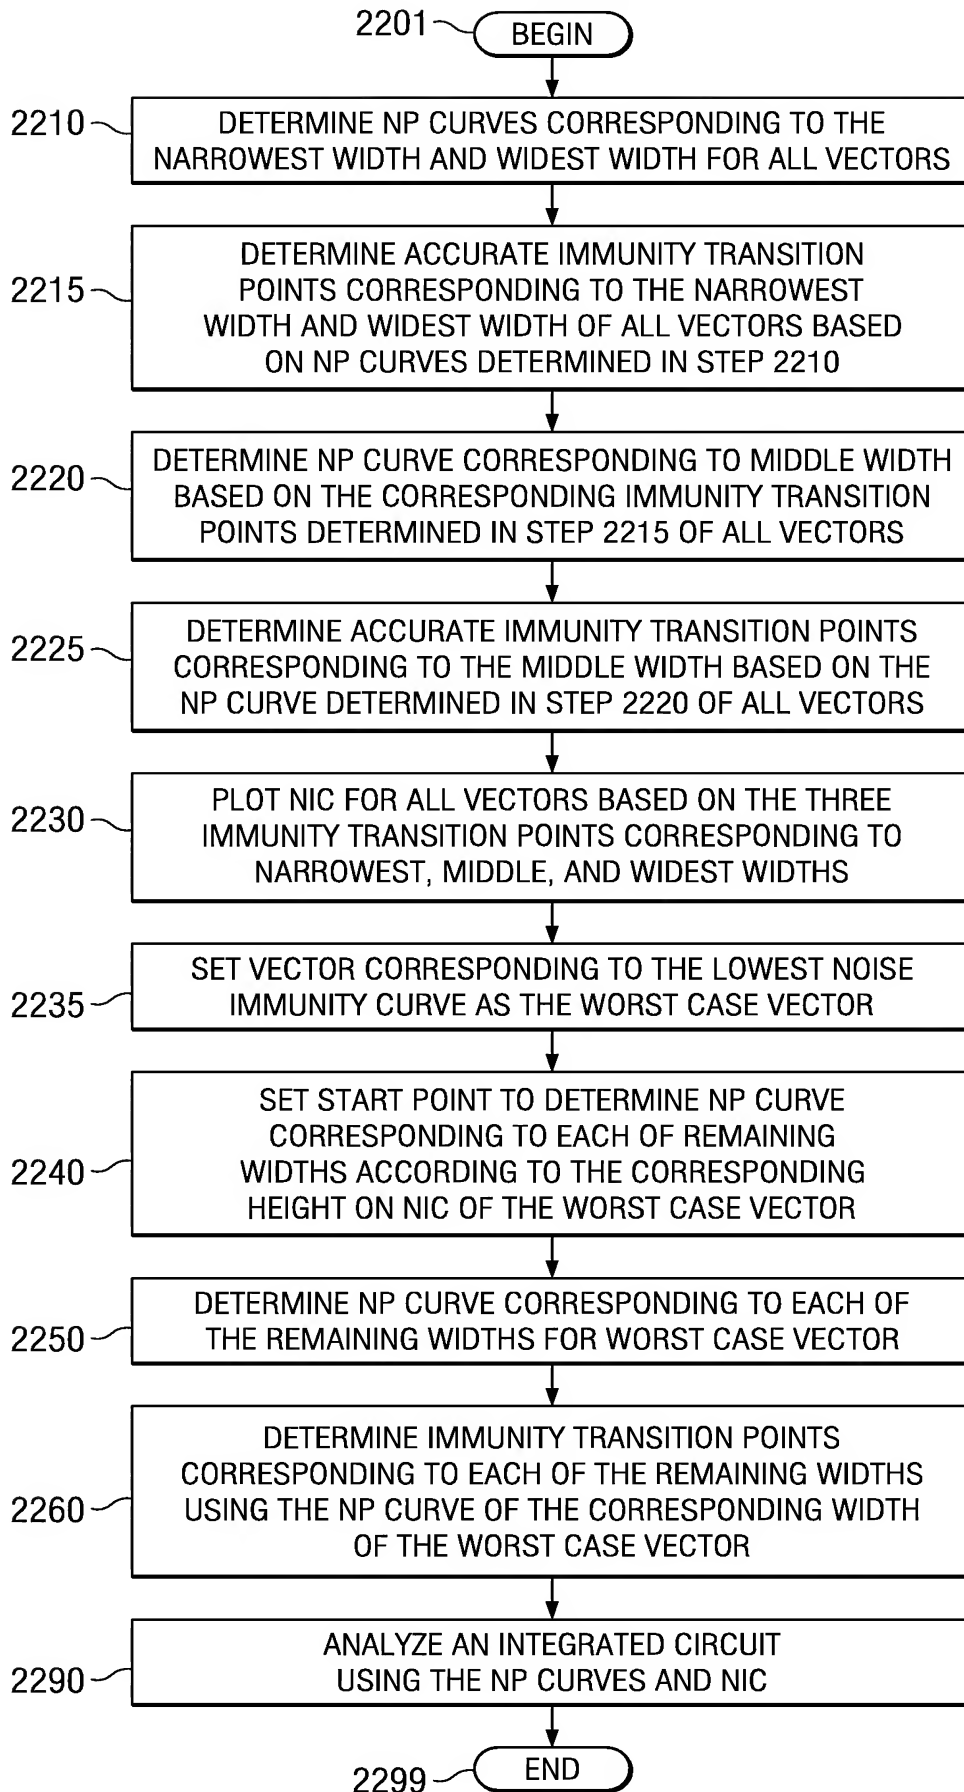 2201
BEGIN
2210
DETERMINE NP CURVES CORRESPONDING TO THE
NARROWEST WIDTH AND WIDEST WIDTH FOR ALL VECTORS
2215
DETERMINE ACCURATE IMMUNITY TRANSITION
POINTS CORRESPONDING TO THE NARROWEST
WIDTH AND WIDEST WIDTH OF ALL VECTORS BASED
ON NP CURVES DETERMINED IN STEP 2210
2220
DETERMINE NP CURVE CORRESPONDING TO MIDDLE WIDTH
BASED ON THE CORRESPONDING IMMUNITY TRANSITION
POINTS DETERMINED IN STEP 2215 OF ALL VECTORS
2225
DETERMINE ACCURATE IMMUNITY TRANSITION POINTS
CORRESPONDING TO THE MIDDLE WIDTH BASED ON THE
NP CURVE DETERMINED IN STEP 2220 OF ALL VECTORS
2230
PLOT NIC FOR ALL VECTORS BASED ON THE THREE
IMMUNITY TRANSITION POINTS CORRESPONDING TO
NARROWEST, MIDDLE, AND WIDEST WIDTHS
2235
SET VECTOR CORRESPONDING TO THE LOWEST NOISE
IMMUNITY CURVE AS THE WORST CASE VECTOR
2240
SET START POINT TO DETERMINE NP CURVE
CORRESPONDING TO EACH OF REMAINING
WIDTHS ACCORDING TO THE CORRESPONDING
HEIGHT ON NIC OF THE WORST CASE VECTOR
2250
DETERMINE NP CURVE CORRESPONDING TO EACH OF
THE REMAINING WIDTHS FOR WORST CASE VECTOR
2260
DETERMINE IMMUNITY TRANSITION POINTS
CORRESPONDING TO EACH OF THE REMAINING WIDTHS
USING THE NP CURVE OF THE CORRESPONDING WIDTH
OF THE WORST CASE VECTOR
2290
ANALYZE AN INTEGRATED CIRCUIT
USING THE NP CURVES AND NIC
2299
END